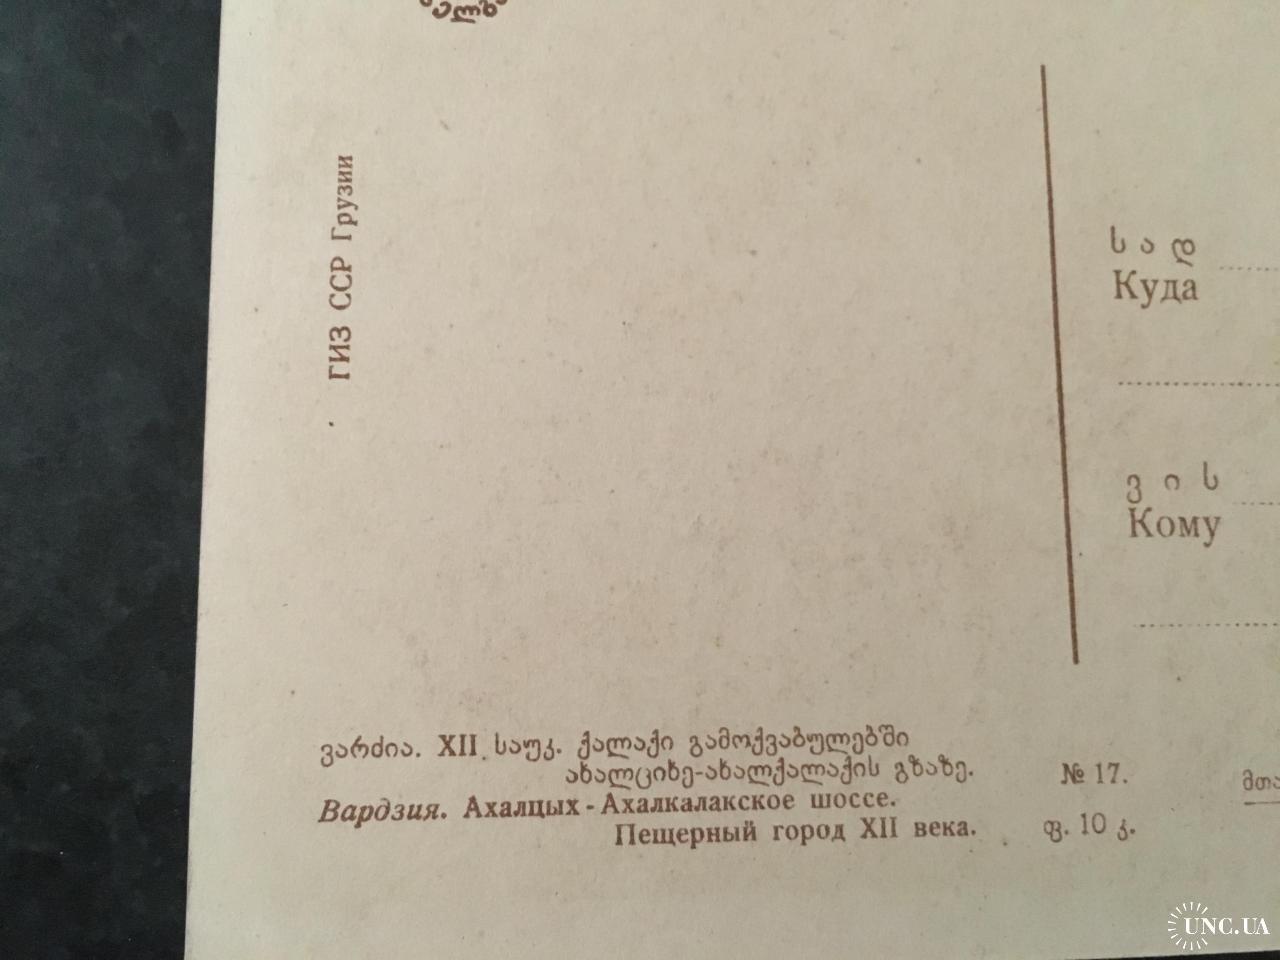 ГИЗ ССР Грузии
სად
Куда
ვის
Кому
ვარძია. XII საუკ. ქალაქი გამოქვაბულებში
ახალციხე-ახალქალაქის გზაზე.
№ 17.
Вардзия. Ахалцых - Ахалкалакское шоссе.
Пещерный город XII века.
ფ. 10 კ.
UNC.UA